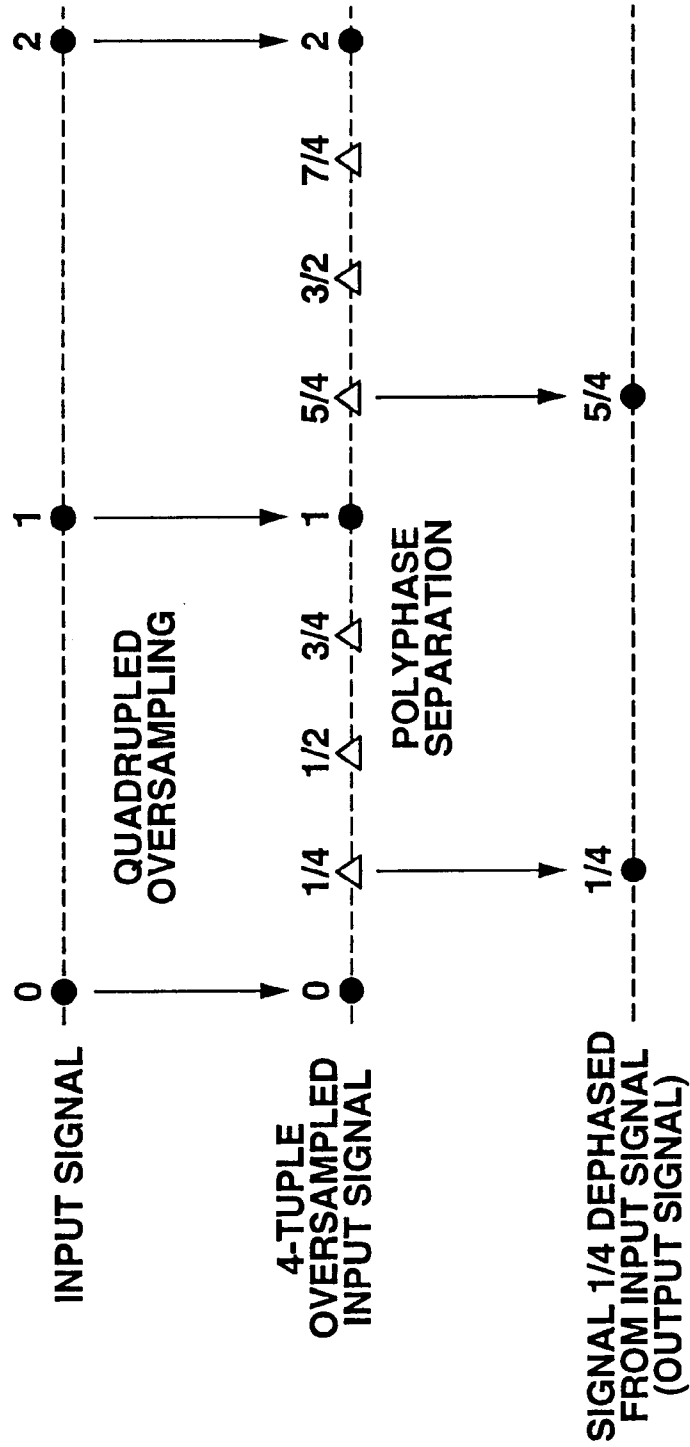 0 1 2
INPUT SIGNAL
QUADRUPLED
OVERSAMPLING
0 1/4 1/2 3/4 1 5/4 3/2 7/4 2
4-TUPLE
OVERSAMPLED
INPUT SIGNAL
POLYPHASE
SEPARATION
1/4 5/4
SIGNAL 1/4 DEPHASED
FROM INPUT SIGNAL
(OUTPUT SIGNAL)